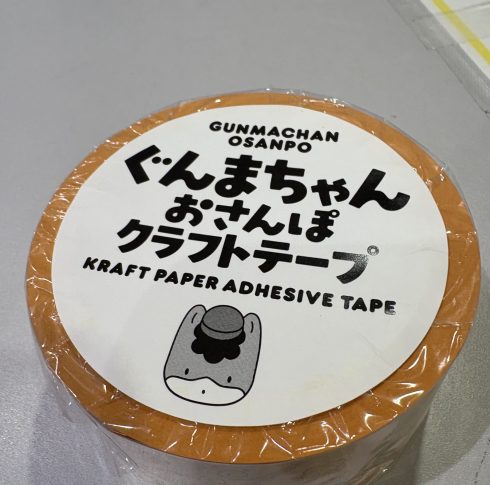 GUNMACHAN
OSANPO
ぐんまちゃん
おさんぽ
クラフトテープ
KRAFT PAPER ADHESIVE TAPE